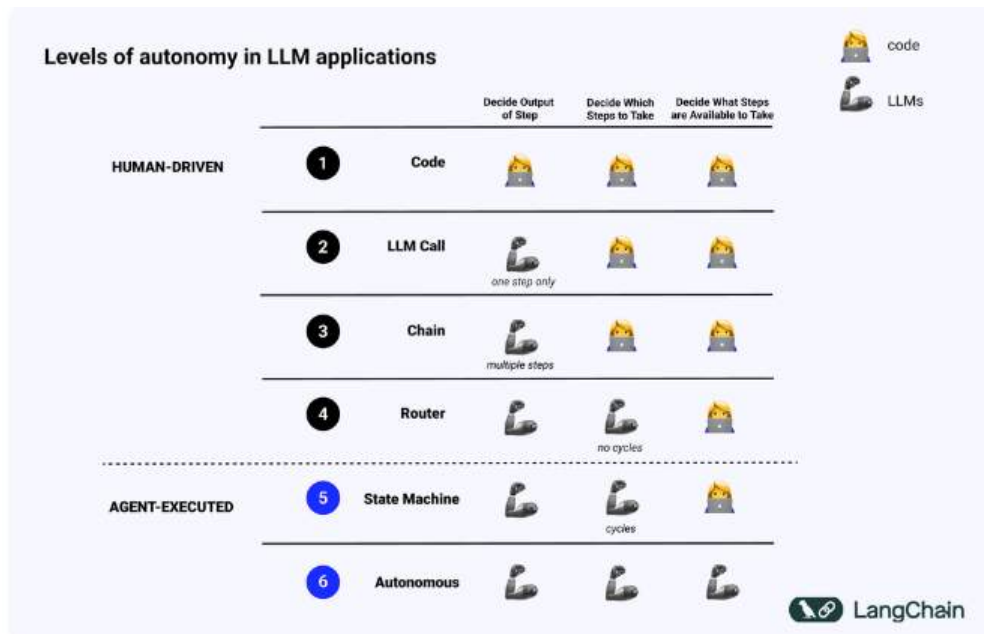 Levels of autonomy in LLM applications
code
LLMs
Decide Output
of Step
Decide Which
Steps to Take
Decide What Steps
are Available to Take
HUMAN-DRIVEN
1
Code
2
LLM Call
one step only
3
Chain
multiple steps
4
Router
no cycles
AGENT-EXECUTED
5
State Machine
cycles
6
Autonomous
LangChain